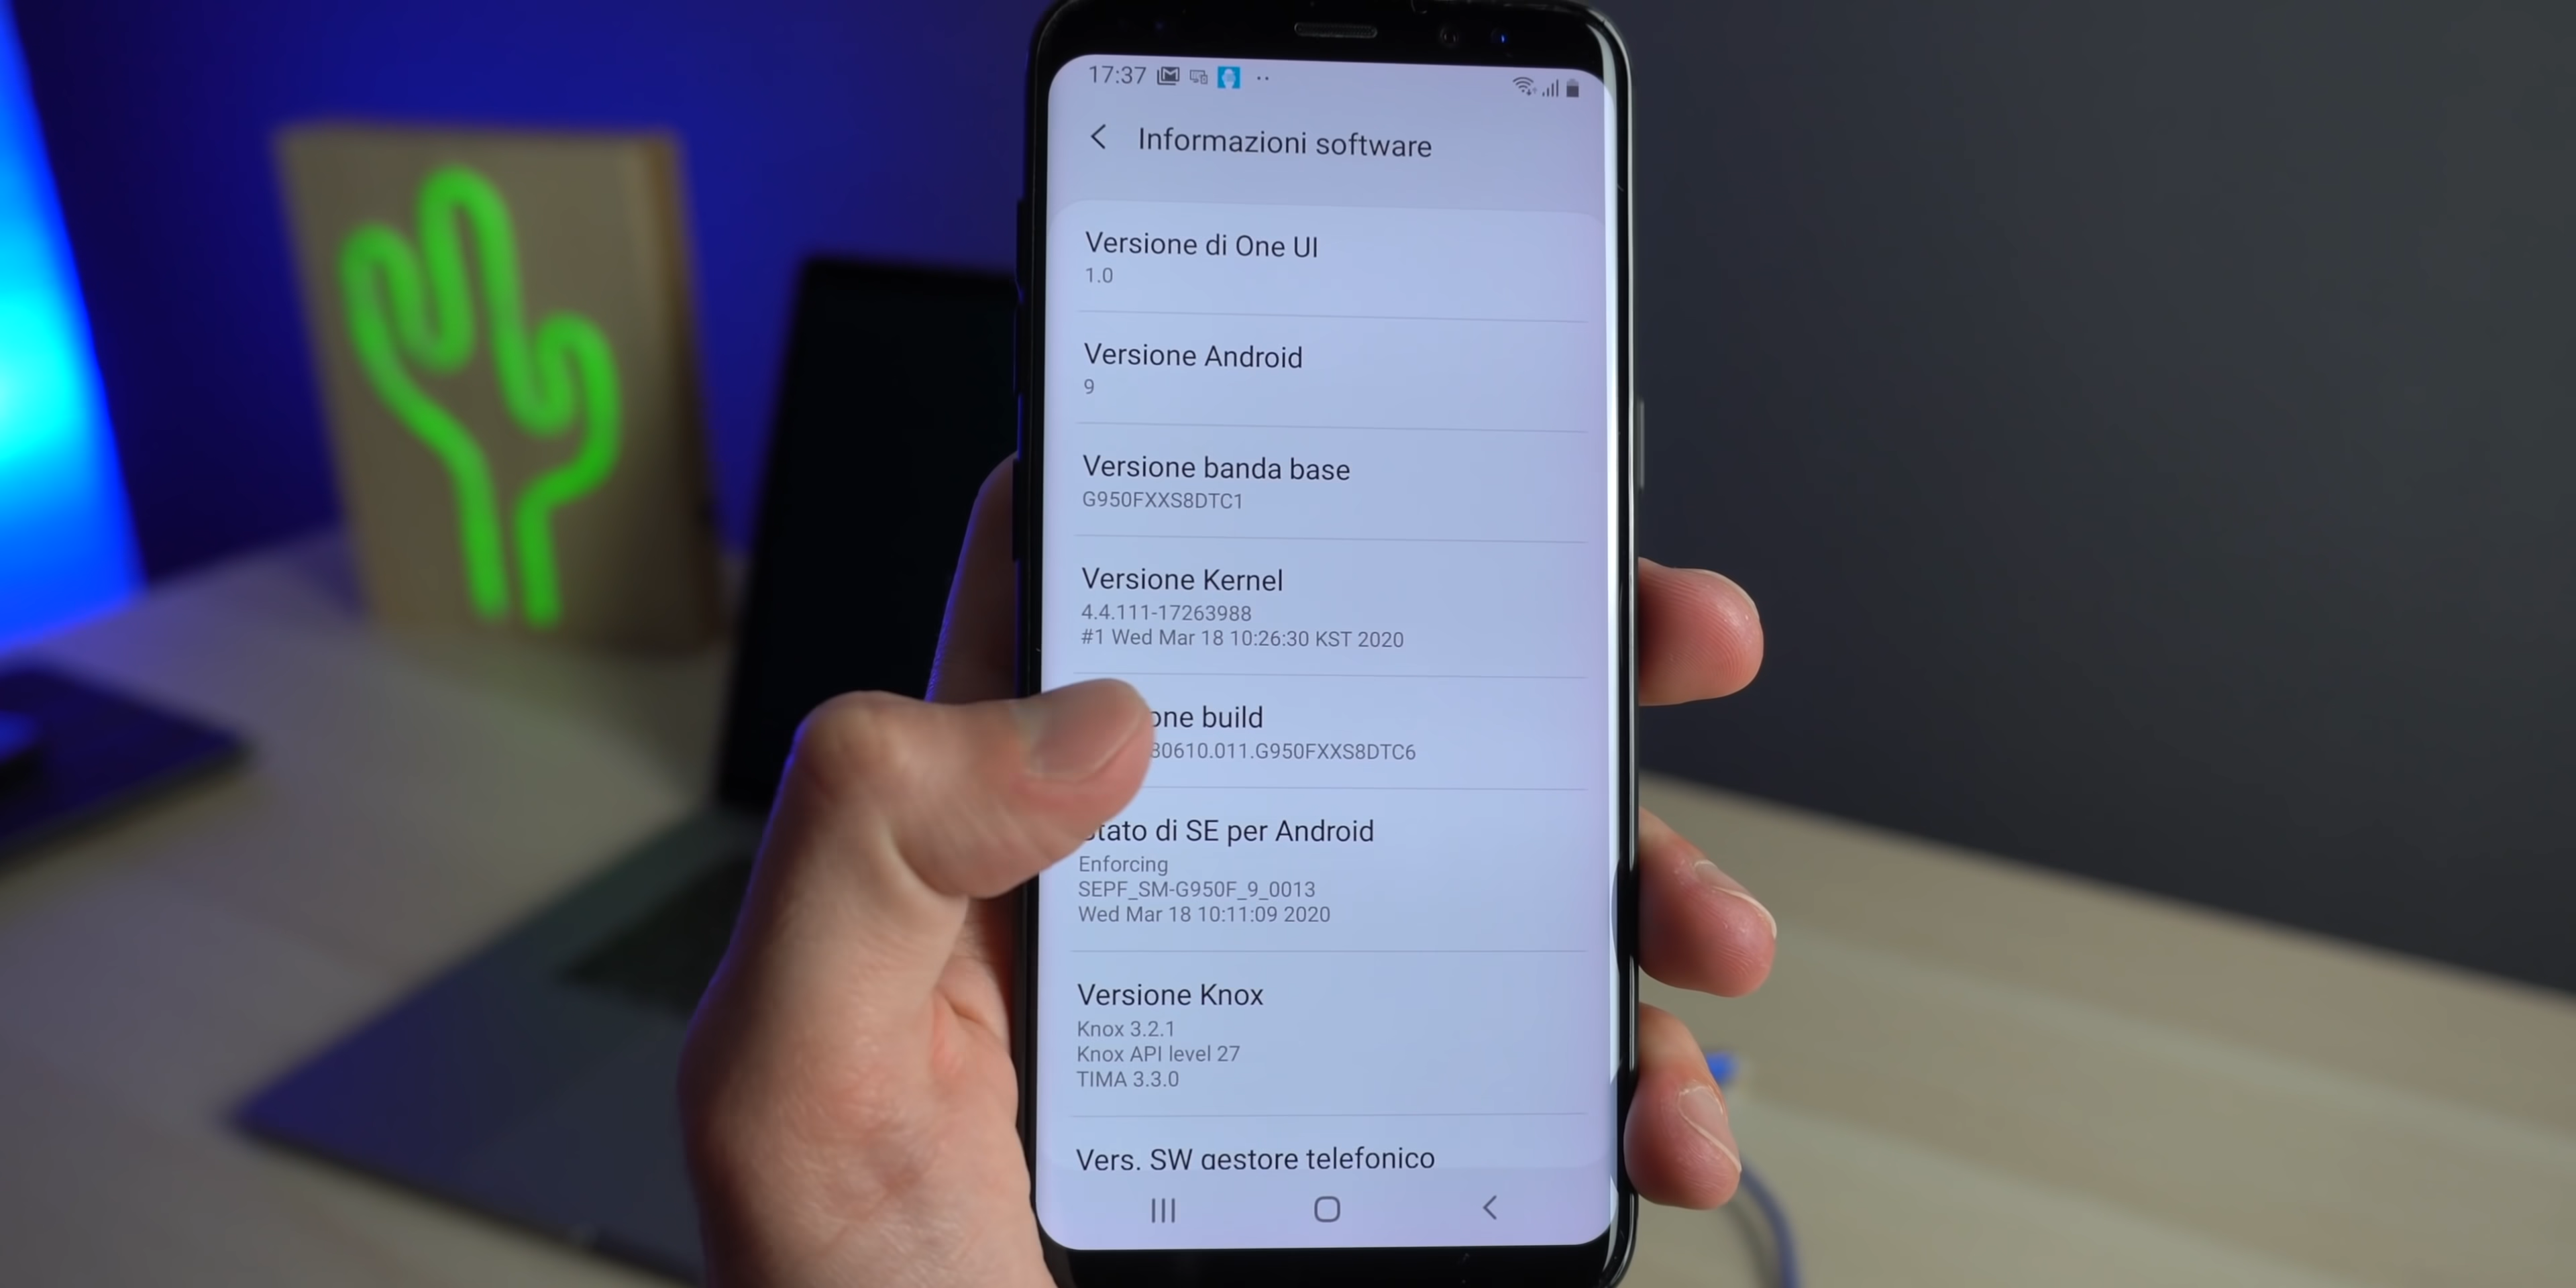 17:37
Informazioni software
Versione di One UI
1.0
Versione Android
9
Versione banda base
G950FXXS8DTC1
Versione Kernel
4.4.111-17263988
#1 Wed Mar 18 10:26:30 KST 2020
build
.011.G950FXXS8DTC6
di SE per Android
Enforcing
SEPF_SM-G950F_9_0013
Wed Mar 18 10:11:09 2020
Versione Knox
Knox 3.2.1
Knox API level 27
TIMA 3.3.0
Vers. SW gestore telefonico